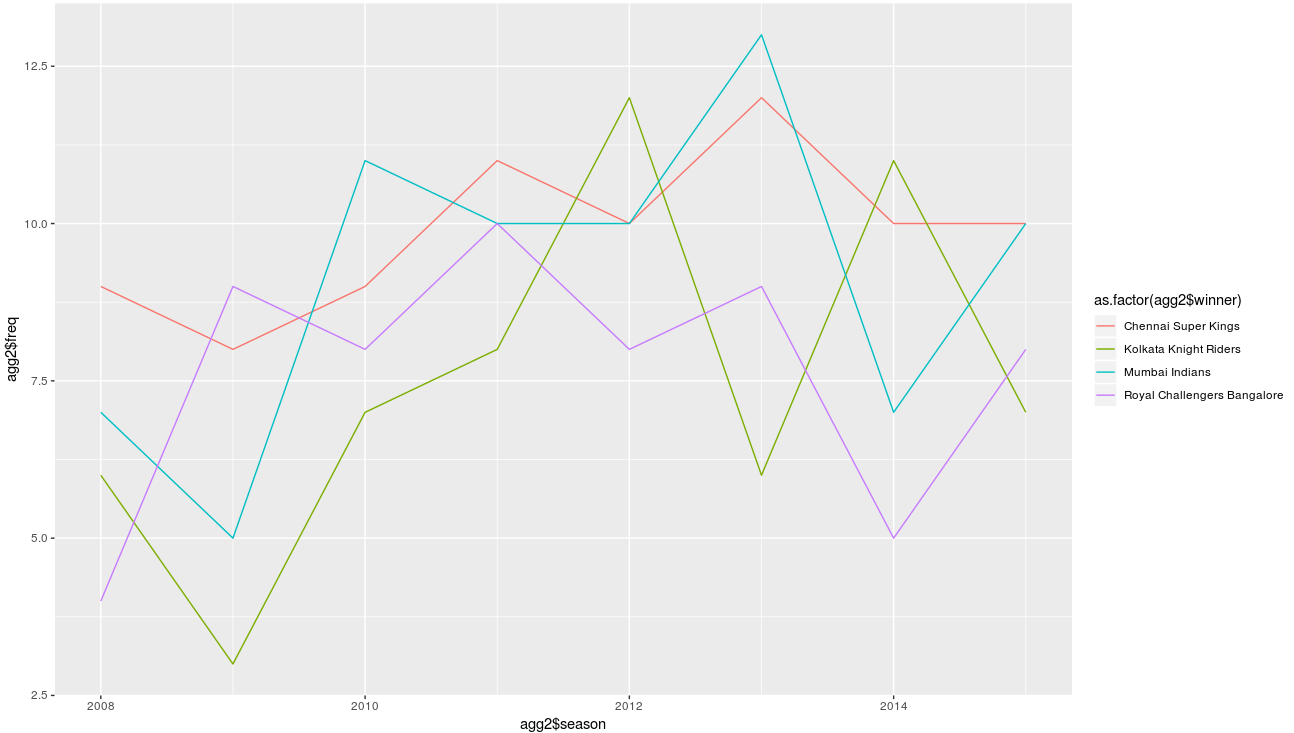 12.5
10.0
7.5
5.0
2.5
agg2$freq
2008
2010
2012
2014
agg2$season
as.factor(agg2$winner)
Chennai Super Kings
Kolkata Knight Riders
Mumbai Indians
Royal Challengers Bangalore